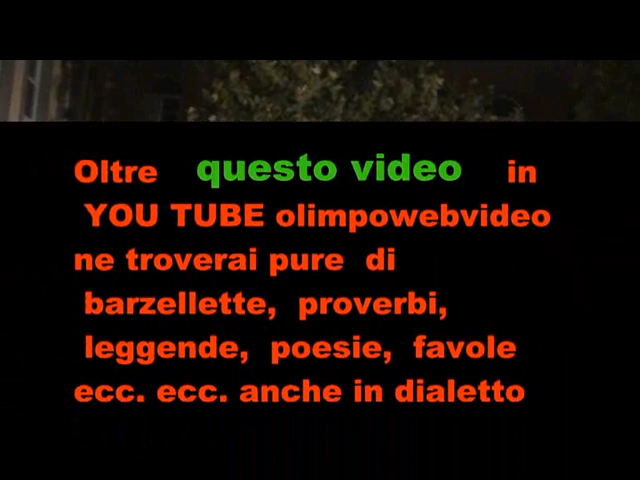 Oltre questo video in
YOU TUBE olimpowebvideo
ne troverai pure di
barzellette, proverbi,
leggende, poesie, favole
ecc. ecc. anche in dialetto